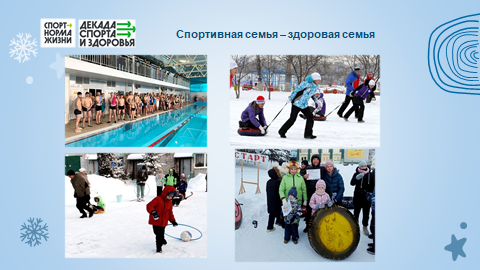 СПОРТ-
НОРМА
ЖИЗНИ
ДЕКАДА
СПОРТА
И ЗДОРОВЬЯ
Спортивная семья – здоровая семья
СТАРТ